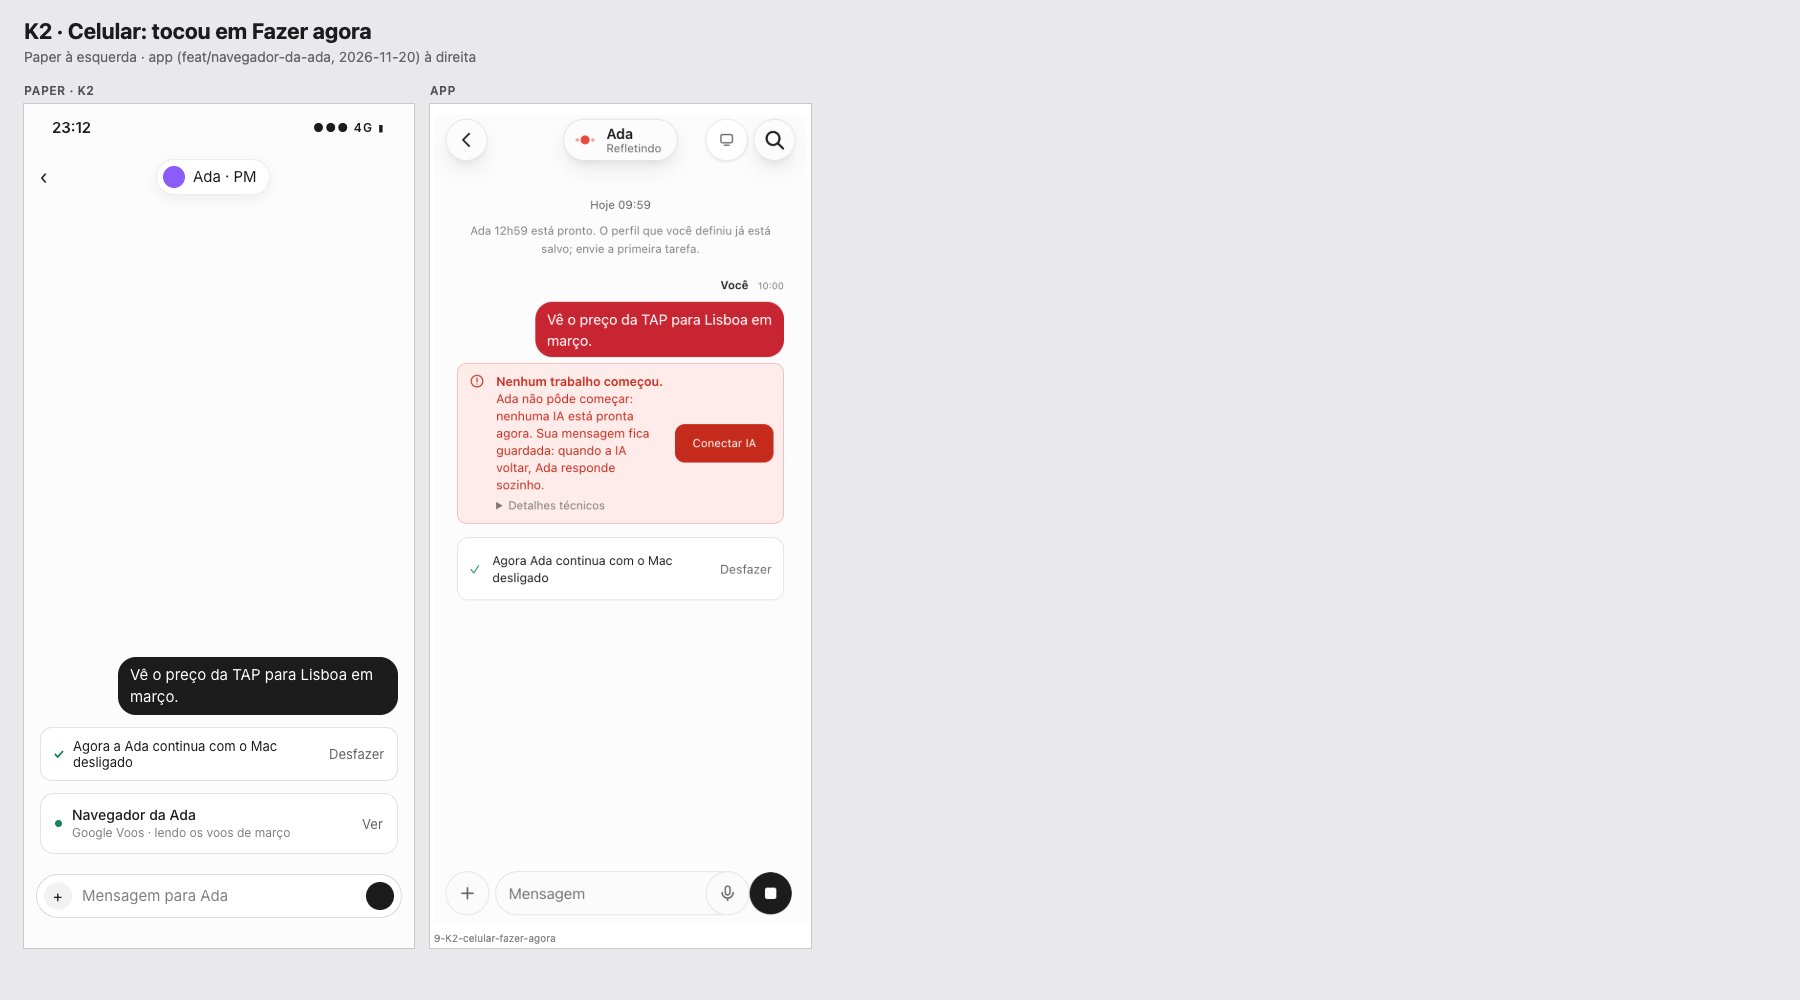 K2 · Celular: tocou em Fazer agora
Paper à esquerda · app (feat/navegador-da-ada, 2026-11-20) à direita
PAPER · K2
23:12
4G
Ada · PM
Vê o preço da TAP para Lisboa em
março.
Agora a Ada continua com o Mac
desligado
Desfazer
Navegador da Ada
Google Voos · lendo os voos de março
Ver
Mensagem para Ada
APP
Ada
Refletindo
Hoje 09:59
Ada 12h59 está pronto. O perfil que você definiu já está
salvo; envie a primeira tarefa.
Você 10:00
Vê o preço da TAP para Lisboa em
março.
Nenhum trabalho começou.
Ada não pôde começar:
nenhuma IA está pronta
agora. Sua mensagem fica
guardada: quando a IA
voltar, Ada responde
sozinho.
Conectar IA
Detalhes técnicos
Agora Ada continua com o Mac
desligado
Desfazer
Mensagem
9-K2-celular-fazer-agora